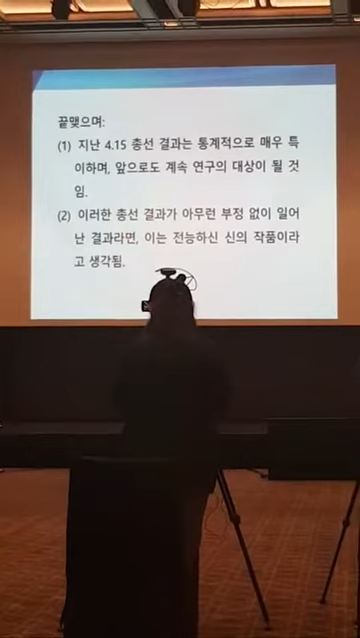 끝맺으며:
(1) 지난 4.15 총선 결과는 통계적으로 매우 특
이하며, 앞으로도 계속 연구의 대상이 될 것
임.
(2) 이러한 총선 결과가 아무런 부정 없이 일어
난 결과라면, 이는 전능하신 신의 작품이라
고 생각됨.